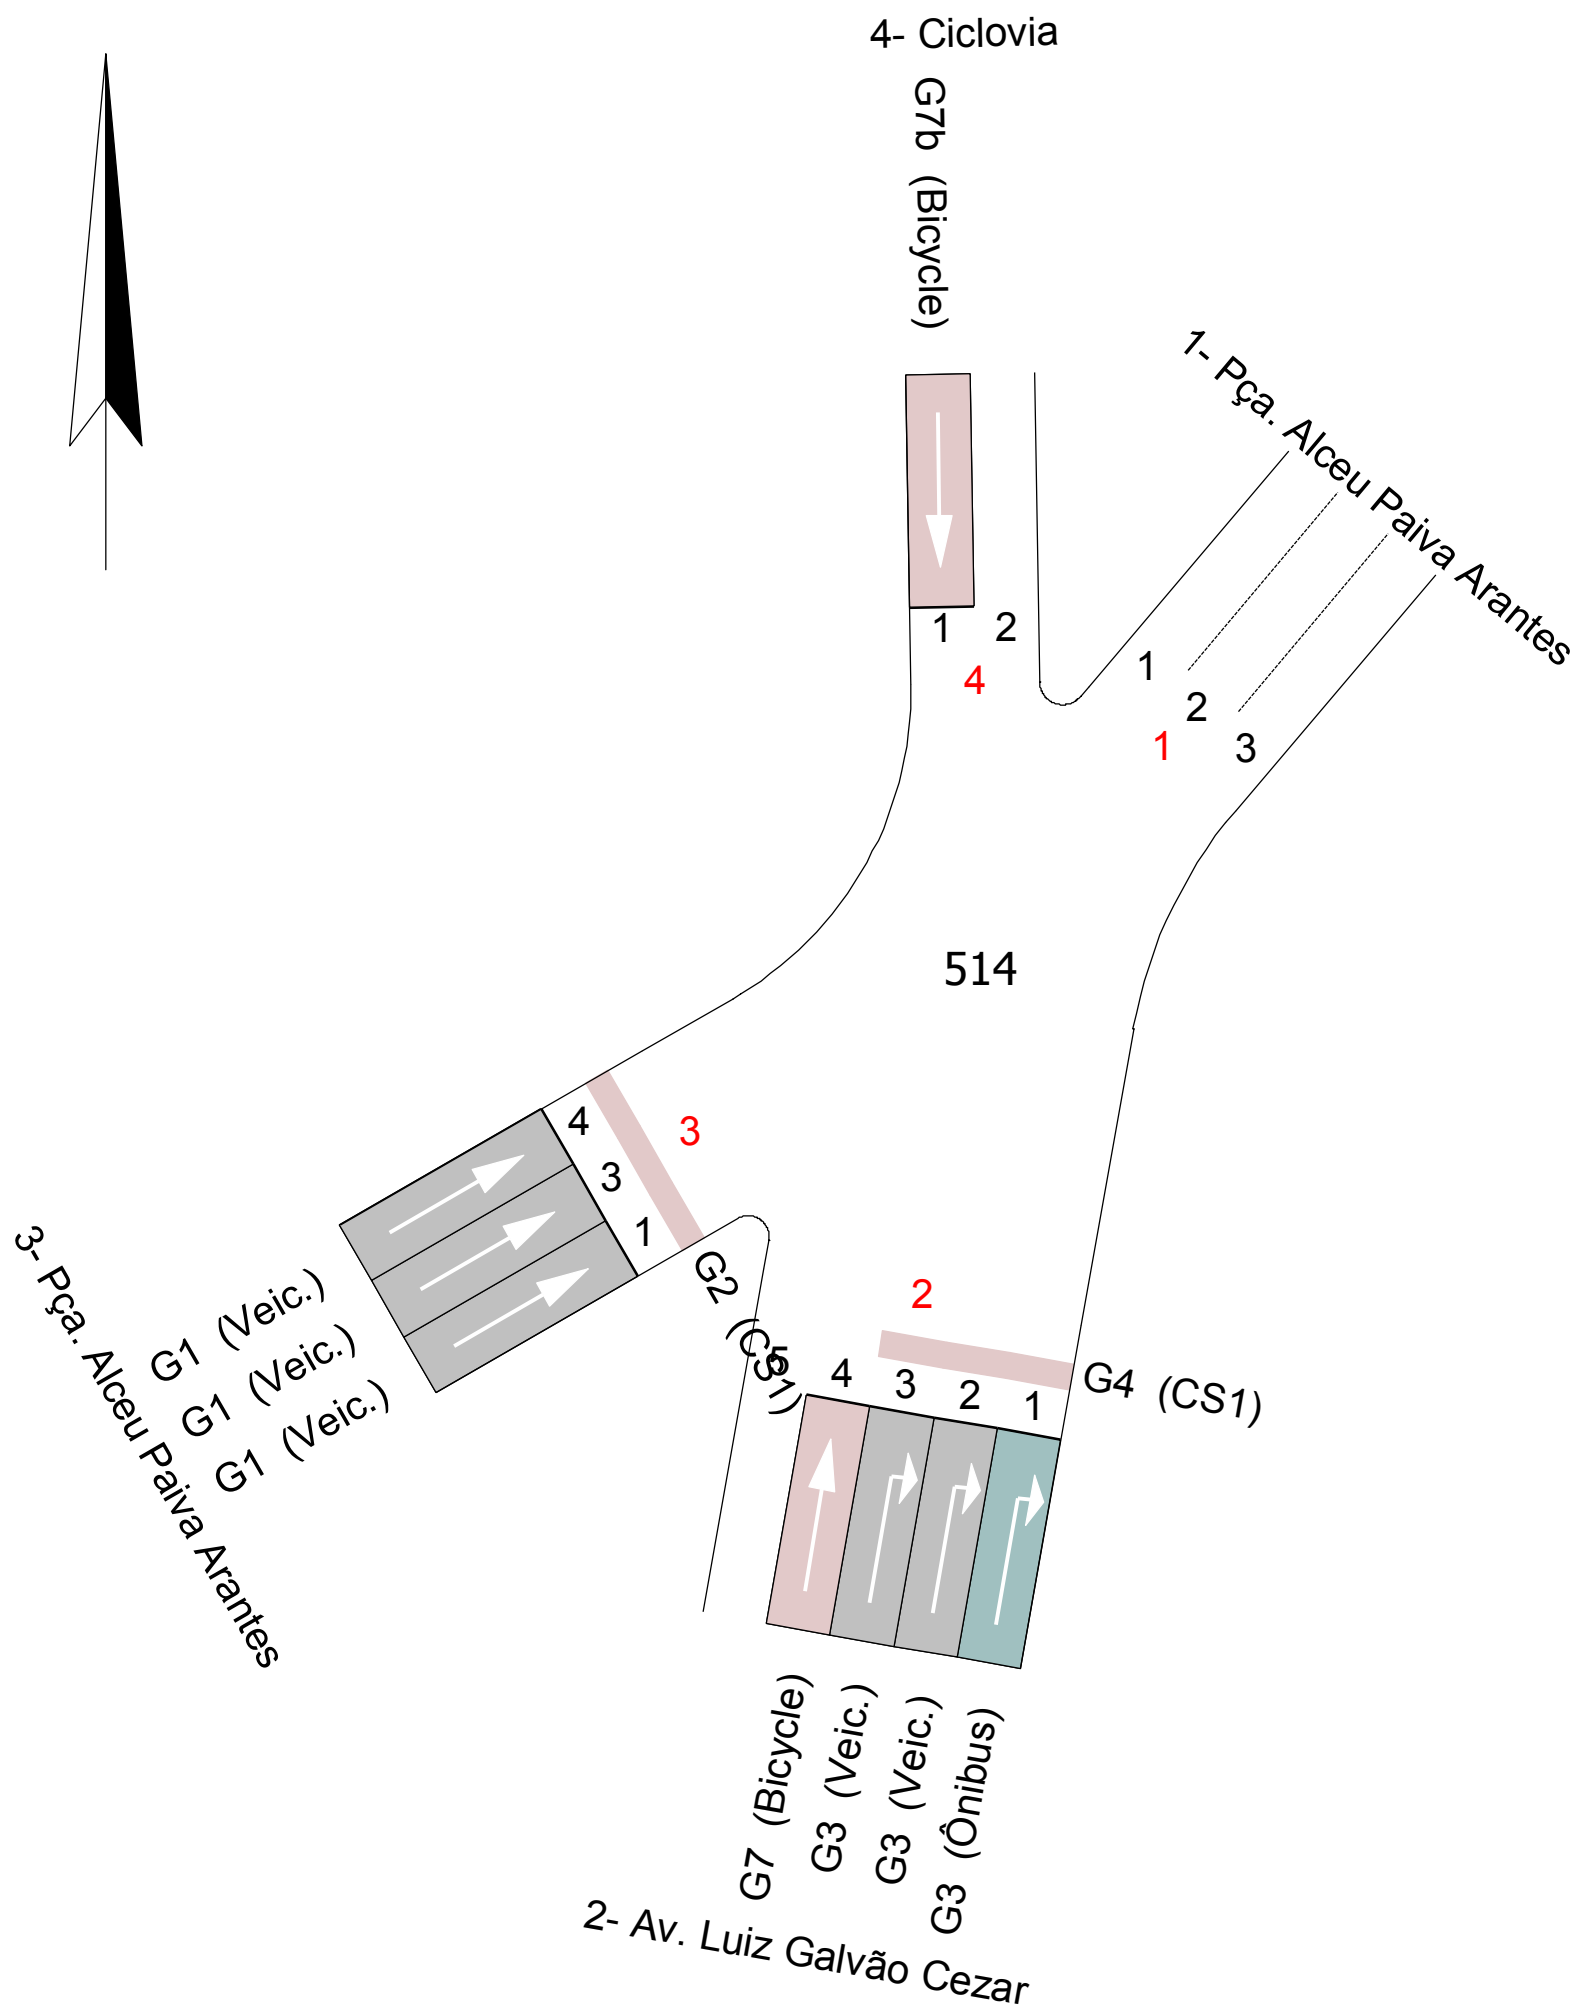 4- Ciclovia
G7b (Bicycle)
1- Pça. Alceu Paiva Arantes
1 2
4
1
2
3
1
514
4
3
1
3
G2 (CS1)
3- Pça. Alceu Paiva Arantes
G1 (Veic.)
G1 (Veic.)
G1 (Veic.)
2
5 4 3 2 1
G4 (CS1)
G7 (Bicycle)
G3 (Veic.)
G3 (Veic.)
G3 (Ônibus)
2- Av. Luiz Galvão Cezar